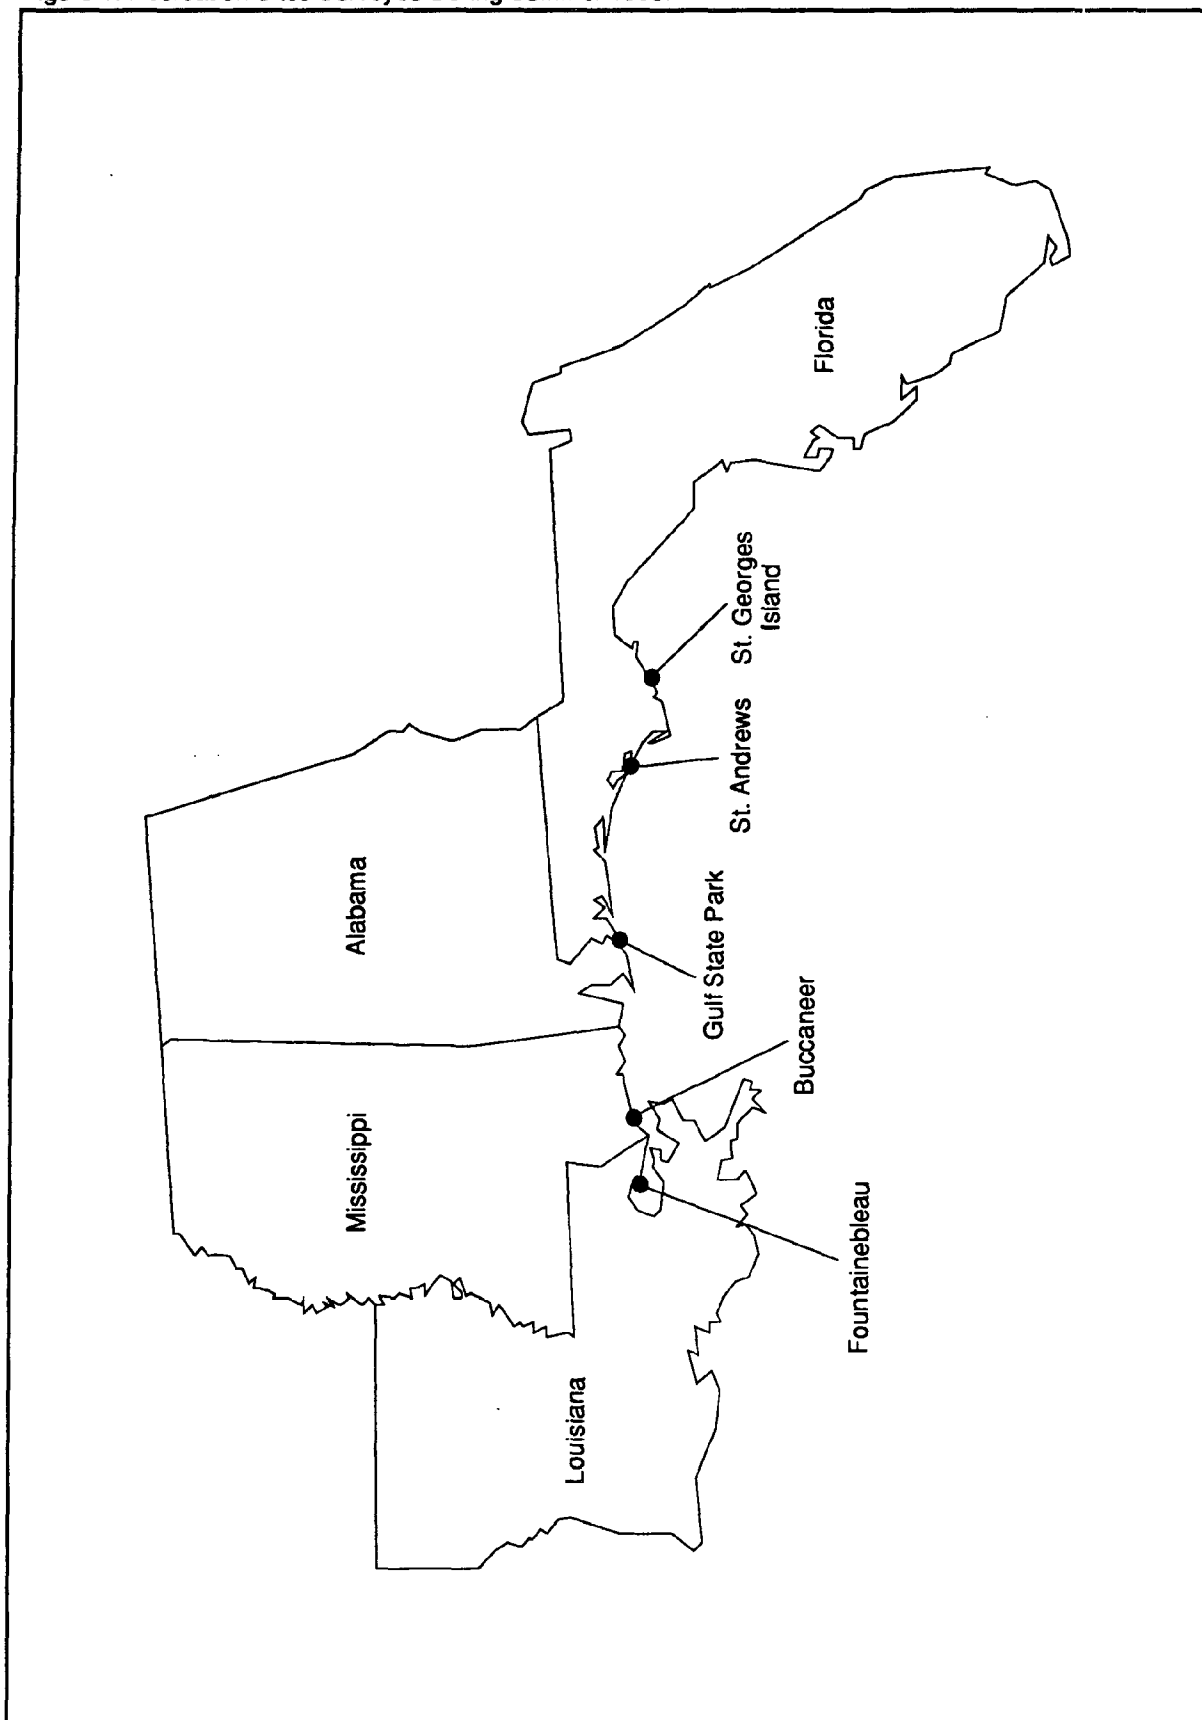 Florida
Alabama
Mississippi
Louisiana
St. Georges
Island
St. Andrews
Gulf State Park
Buccaneer
Fountainebleau